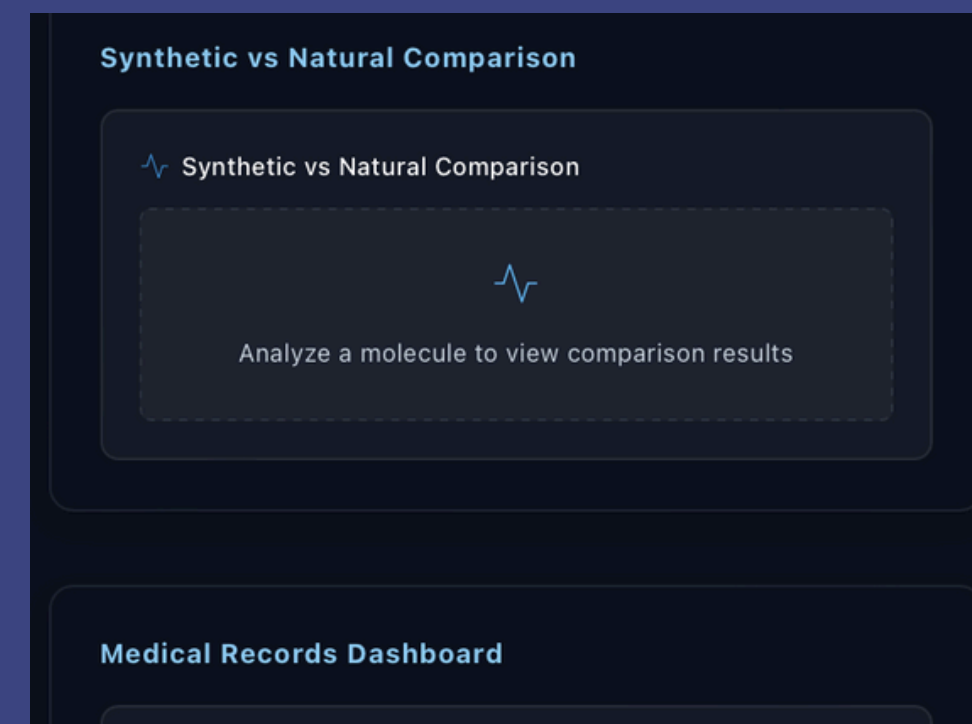 Synthetic vs Natural Comparison
Synthetic vs Natural Comparison
Analyze a molecule to view comparison results
Medical Records Dashboard